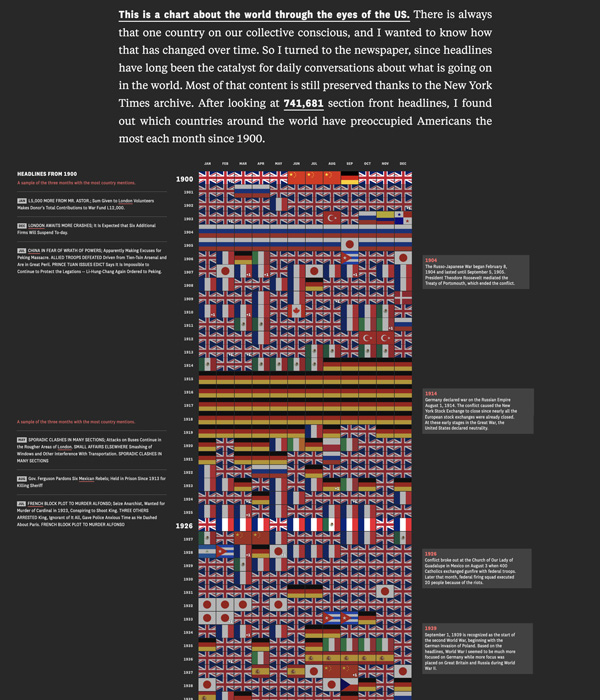 This is a chart about the world through the eyes of the US. There is always
that one country on our collective conscious, and I wanted to know how
that has changed over time. So I turned to the newspaper, since headlines
have long been the catalyst for daily conversations about what is going on
in the world. Most of that content is still preserved thanks to the New York
Times archive. After looking at 741,681 section front headlines, I found
out which countries around the world have preoccupied Americans the
most each month since 1900.
JAN FEB MAR APR MAY JUN JUL AUG SEP OCT NOV DEC
HEADLINES FROM 1900
A sample of the three months with the most country mentions.
JAN L5,000 MORE FROM MR. ASTOR.; Sum Given to London Volunteers
Makes Donor's Total Contributions to War Fund L12,000.
DEC LONDON AWAITS MORE CRASHES; It Is Expected that Six Additional
Firms Will Suspend To-day.
JUL CHINA IN FEAR OF WRATH OF POWERS; Apparently Making Excuses for
Peking Massacre. ALLIED TROOPS DEFEATED Driven from Tien-Tsin Arsenal and
Are in Great Peril. PRINCE TUAN ISSUES EDICT Says It is Impossible to
Continue to Protect the Legations -- Li-Hung-Chang Again Ordered to Peking.
1900
1901
1902
1903
1904
1905
1906
1907
1908
1909
1910
1911
1912
1913
1914
1915
1916
1917
1918
1919
1920
1921
1922
1923
1924
1925
1926
1927
1928
1929
1930
1931
1932
1933
1934
1935
1936
1937
1938
1904
The Russo-Japanese War began February 8,
1904 and lasted until September 5, 1905.
President Theodore Roosevelt mediated the
Treaty of Portsmouth, which ended the conflict.
1914
Germany declared war on the Russian Empire
August 1, 1914. The conflict caused the New
York Stock Exchange to close since nearly all the
European stock exchanges were already closed.
At these early stages in the Great War, the
United States declared neutrality.
A sample of the three months with the most country mentions.
MAY SPORADIC CLASHES IN MANY SECTIONS; Attacks on Buses Continue in
the Rougher Areas of London. SMALL AFFAIRS ELSEWHERE Smashing of
Windows and Other Interference With Transportation. SPORADIC CLASHES IN
MANY SECTIONS
AUG Gov. Ferguson Pardons Six Mexican Rebels; Held in Prison Since 1913 for
Killing Sheriff
JUL FRENCH BLOCK PLOT TO MURDER ALFONSO; Seize Anarchist, Wanted for
Murder of Cardinal in 1923, Conspiring to Shoot King. THREE OTHERS
ARRESTED King, Ignorant of It All, Gave Police Anxious Time as He Dashed
About Paris. FRENCH BLOCK PLOT TO MURDER ALFONSO
1926
Conflict broke out at the Church of Our Lady of
Guadalupe in Mexico on August 3 when 400
Catholics exchanged gunfire with federal troops.
Later that month, federal firing squad executed
20 people because of the riots.
1939
September 1, 1939 is recognized as the start of
the second World War, beginning with the
German invasion of Poland. Based on the
headlines, World War I seemed to be much more
focused on Germany while more focus was
placed on Great Britain and Russia during World
War II.